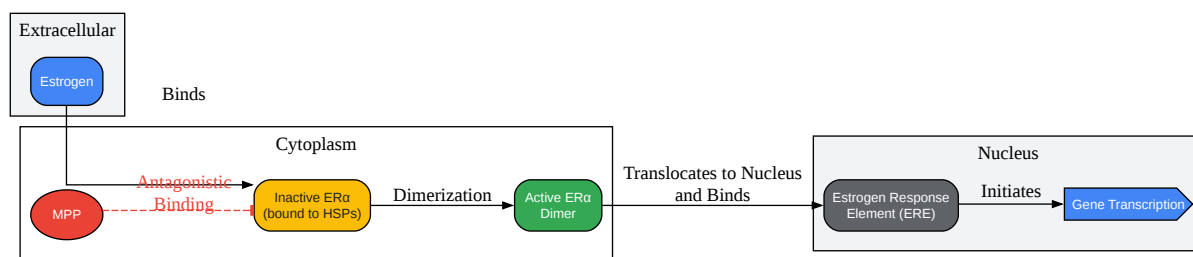 Extracellular
Estrogen
Binds
Cytoplasm
MPP
Antagonistic
Binding
Inactive ERα
(bound to HSPs)
Dimerization
Active ERα
Dimer
Translocates to Nucleus
and Binds
Nucleus
Estrogen Response
Element (ERE)
Initiates
Gene Transcription